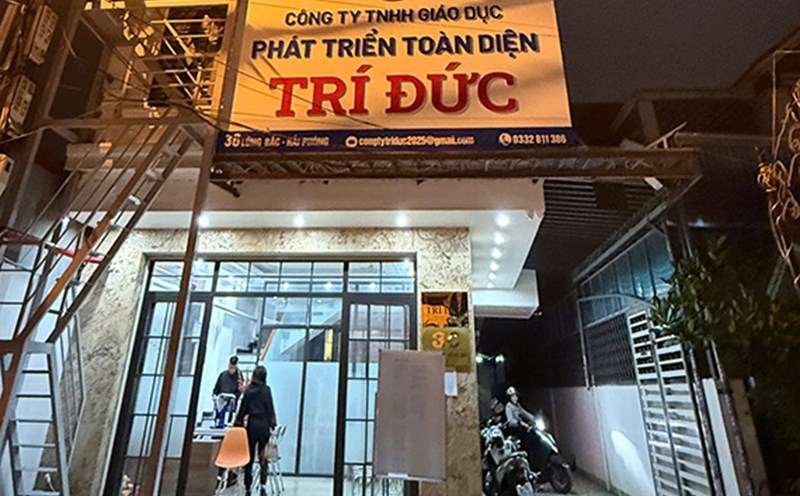 CÔNG TY TNHH GIÁO DỤC
PHÁT TRIỂN TOÀN DIỆN
TRÍ ĐỨC
36 LŨNG BẮC - HẢI PHÒNG congtytriduc2025@gmail.com 0332 811 386
TRÍ